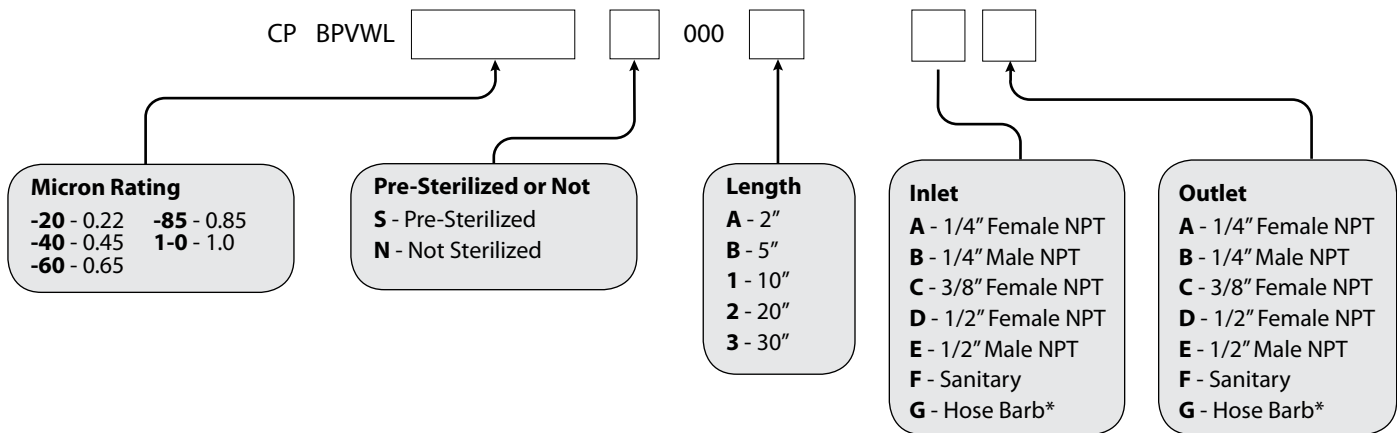 CP BPVWL 000
Micron Rating
-20 - 0.22 -85 - 0.85
-40 - 0.45 1-0 - 1.0
-60 - 0.65
Pre-Sterilized or Not
S - Pre-Sterilized
N - Not Sterilized
Length
A - 2”
B - 5”
1 - 10”
2 - 20”
3 - 30”
Inlet
A - 1/4” Female NPT
B - 1/4” Male NPT
C - 3/8” Female NPT
D - 1/2” Female NPT
E - 1/2” Male NPT
F - Sanitary
G - Hose Barb*
Outlet
A - 1/4” Female NPT
B - 1/4” Male NPT
C - 3/8” Female NPT
D - 1/2” Female NPT
E - 1/2” Male NPT
F - Sanitary
G - Hose Barb*